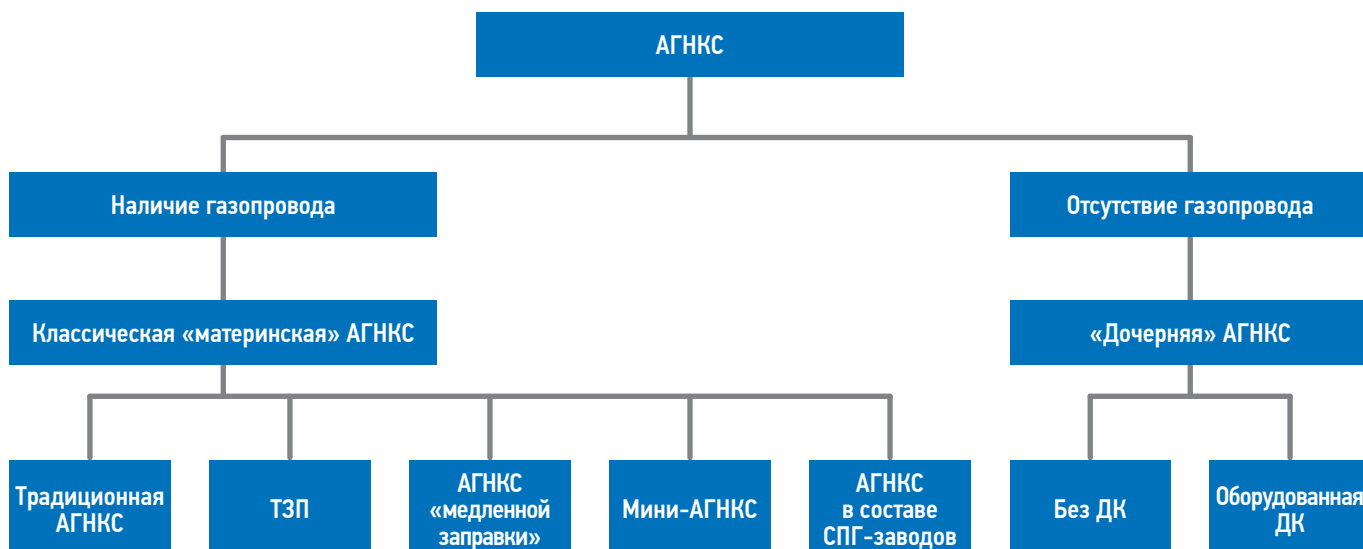 АГНКС
Наличие газопровода
Отсутствие газопровода
Классическая «материнская» АГНКС
«Дочерняя» АГНКС
Традиционная
АГНКС
ТЗП
АГНКС
«медленной
заправки»
Мини-АГНКС
АГНКС
в составе
СПГ-заводов
Без ДК
Оборудованная
ДК